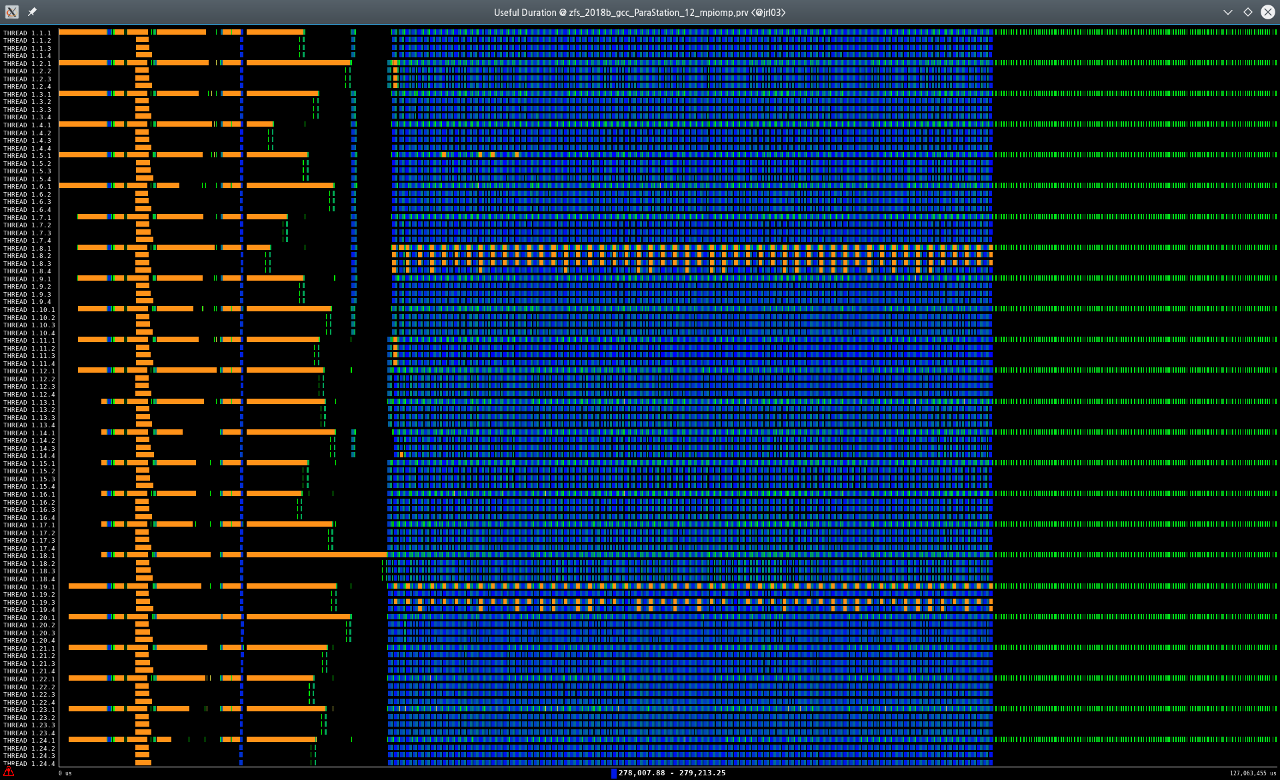 Useful Duration @ zfs_2018b_gcc_ParaStation_12_mpiomp.prv <@jrl03>
THREAD 1.1.1
THREAD 1.1.2
THREAD 1.1.3
THREAD 1.1.4
THREAD 1.2.1
THREAD 1.2.2
THREAD 1.2.3
THREAD 1.2.4
THREAD 1.3.1
THREAD 1.3.2
THREAD 1.3.3
THREAD 1.3.4
THREAD 1.4.1
THREAD 1.4.2
THREAD 1.4.3
THREAD 1.4.4
THREAD 1.5.1
THREAD 1.5.2
THREAD 1.5.3
THREAD 1.5.4
THREAD 1.6.1
THREAD 1.6.2
THREAD 1.6.3
THREAD 1.6.4
THREAD 1.7.1
THREAD 1.7.2
THREAD 1.7.3
THREAD 1.7.4
THREAD 1.8.1
THREAD 1.8.2
THREAD 1.8.3
THREAD 1.8.4
THREAD 1.9.1
THREAD 1.9.2
THREAD 1.9.3
THREAD 1.9.4
THREAD 1.10.1
THREAD 1.10.2
THREAD 1.10.3
THREAD 1.10.4
THREAD 1.11.1
THREAD 1.11.2
THREAD 1.11.3
THREAD 1.11.4
THREAD 1.12.1
THREAD 1.12.2
THREAD 1.12.3
THREAD 1.12.4
THREAD 1.13.1
THREAD 1.13.2
THREAD 1.13.3
THREAD 1.13.4
THREAD 1.14.1
THREAD 1.14.2
THREAD 1.14.3
THREAD 1.14.4
THREAD 1.15.1
THREAD 1.15.2
THREAD 1.15.3
THREAD 1.15.4
THREAD 1.16.1
THREAD 1.16.2
THREAD 1.16.3
THREAD 1.16.4
THREAD 1.17.1
THREAD 1.17.2
THREAD 1.17.3
THREAD 1.17.4
THREAD 1.18.1
THREAD 1.18.2
THREAD 1.18.3
THREAD 1.18.4
THREAD 1.19.1
THREAD 1.19.2
THREAD 1.19.3
THREAD 1.19.4
THREAD 1.20.1
THREAD 1.20.2
THREAD 1.20.3
THREAD 1.20.4
THREAD 1.21.1
THREAD 1.21.2
THREAD 1.21.3
THREAD 1.21.4
THREAD 1.22.1
THREAD 1.22.2
THREAD 1.22.3
THREAD 1.22.4
THREAD 1.23.1
THREAD 1.23.2
THREAD 1.23.3
THREAD 1.23.4
THREAD 1.24.1
THREAD 1.24.2
THREAD 1.24.3
THREAD 1.24.4
0 us
278,007.88 - 279,213.25
127,063,455 us